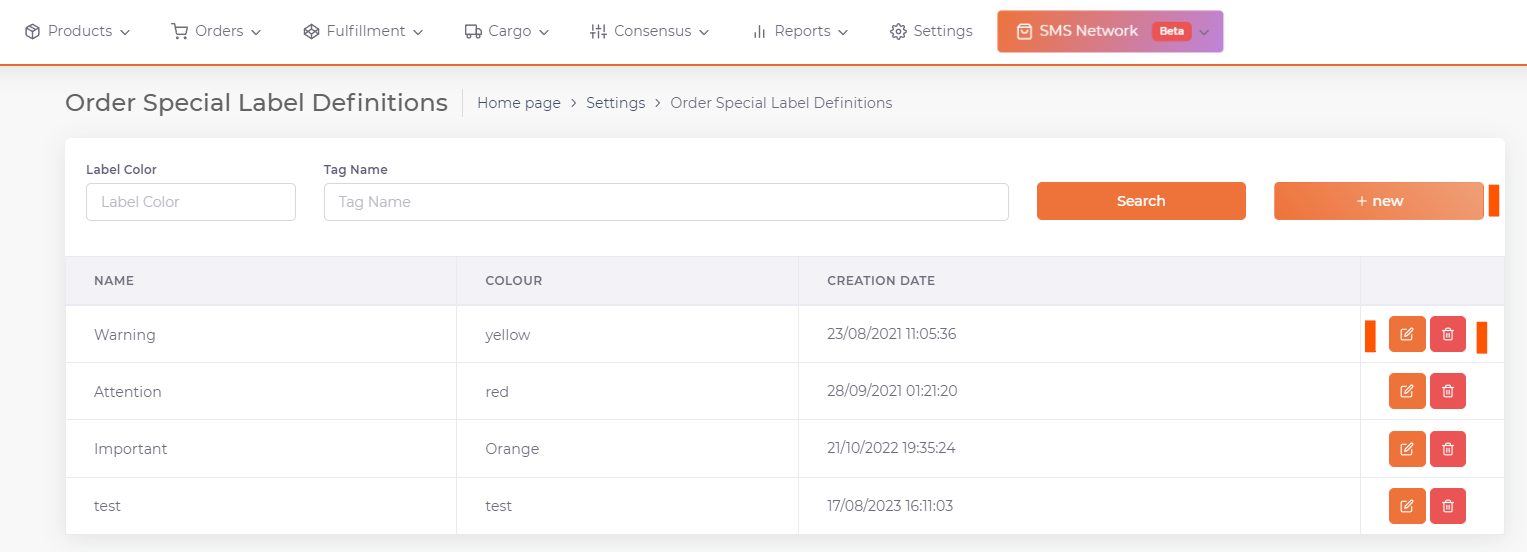 Products Orders Fulfillment Cargo Consensus Reports Settings SMS Network Beta
Order Special Label Definitions Home page > Settings > Order Special Label Definitions
Label Color Tag Name
Label Color Tag Name Search + new
NAME COLOUR CREATION DATE
Warning yellow 23/08/2021 11:05:36
Attention red 28/09/2021 01:21:20
Important Orange 21/10/2022 19:35:24
test test 17/08/2023 16:11:03